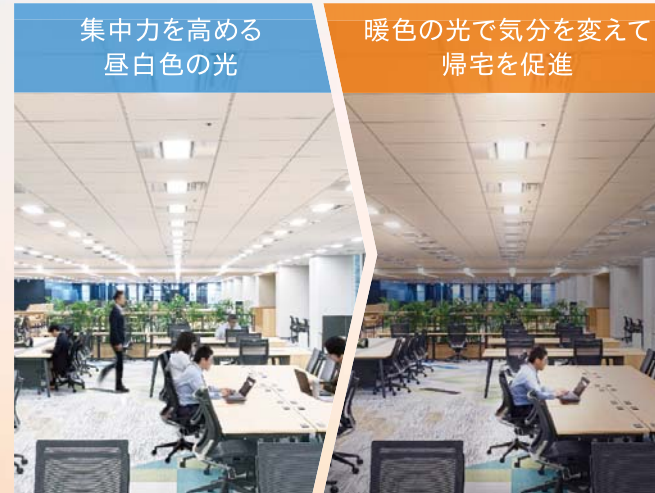 集中力を高める
昼白色の光
暖色の光で気分を変えて
帰宅を促進